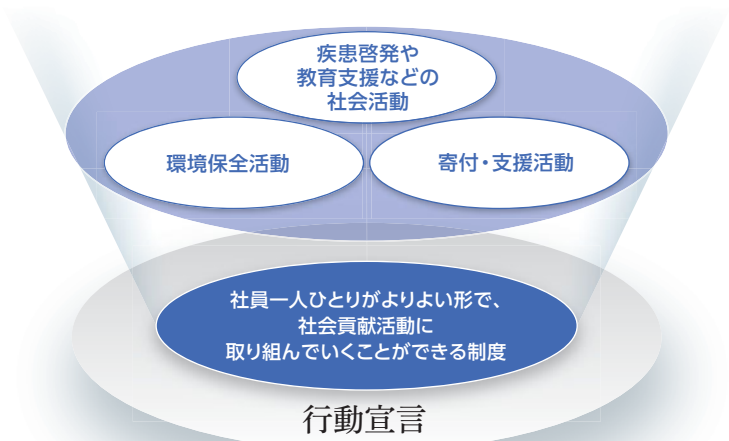 疾患啓発や
教育支援などの
社会活動
環境保全活動
寄付・支援活動
社員一人ひとりがよりよい形で、
社会貢献活動に
取り組んでいくことができる制度
行動宣言